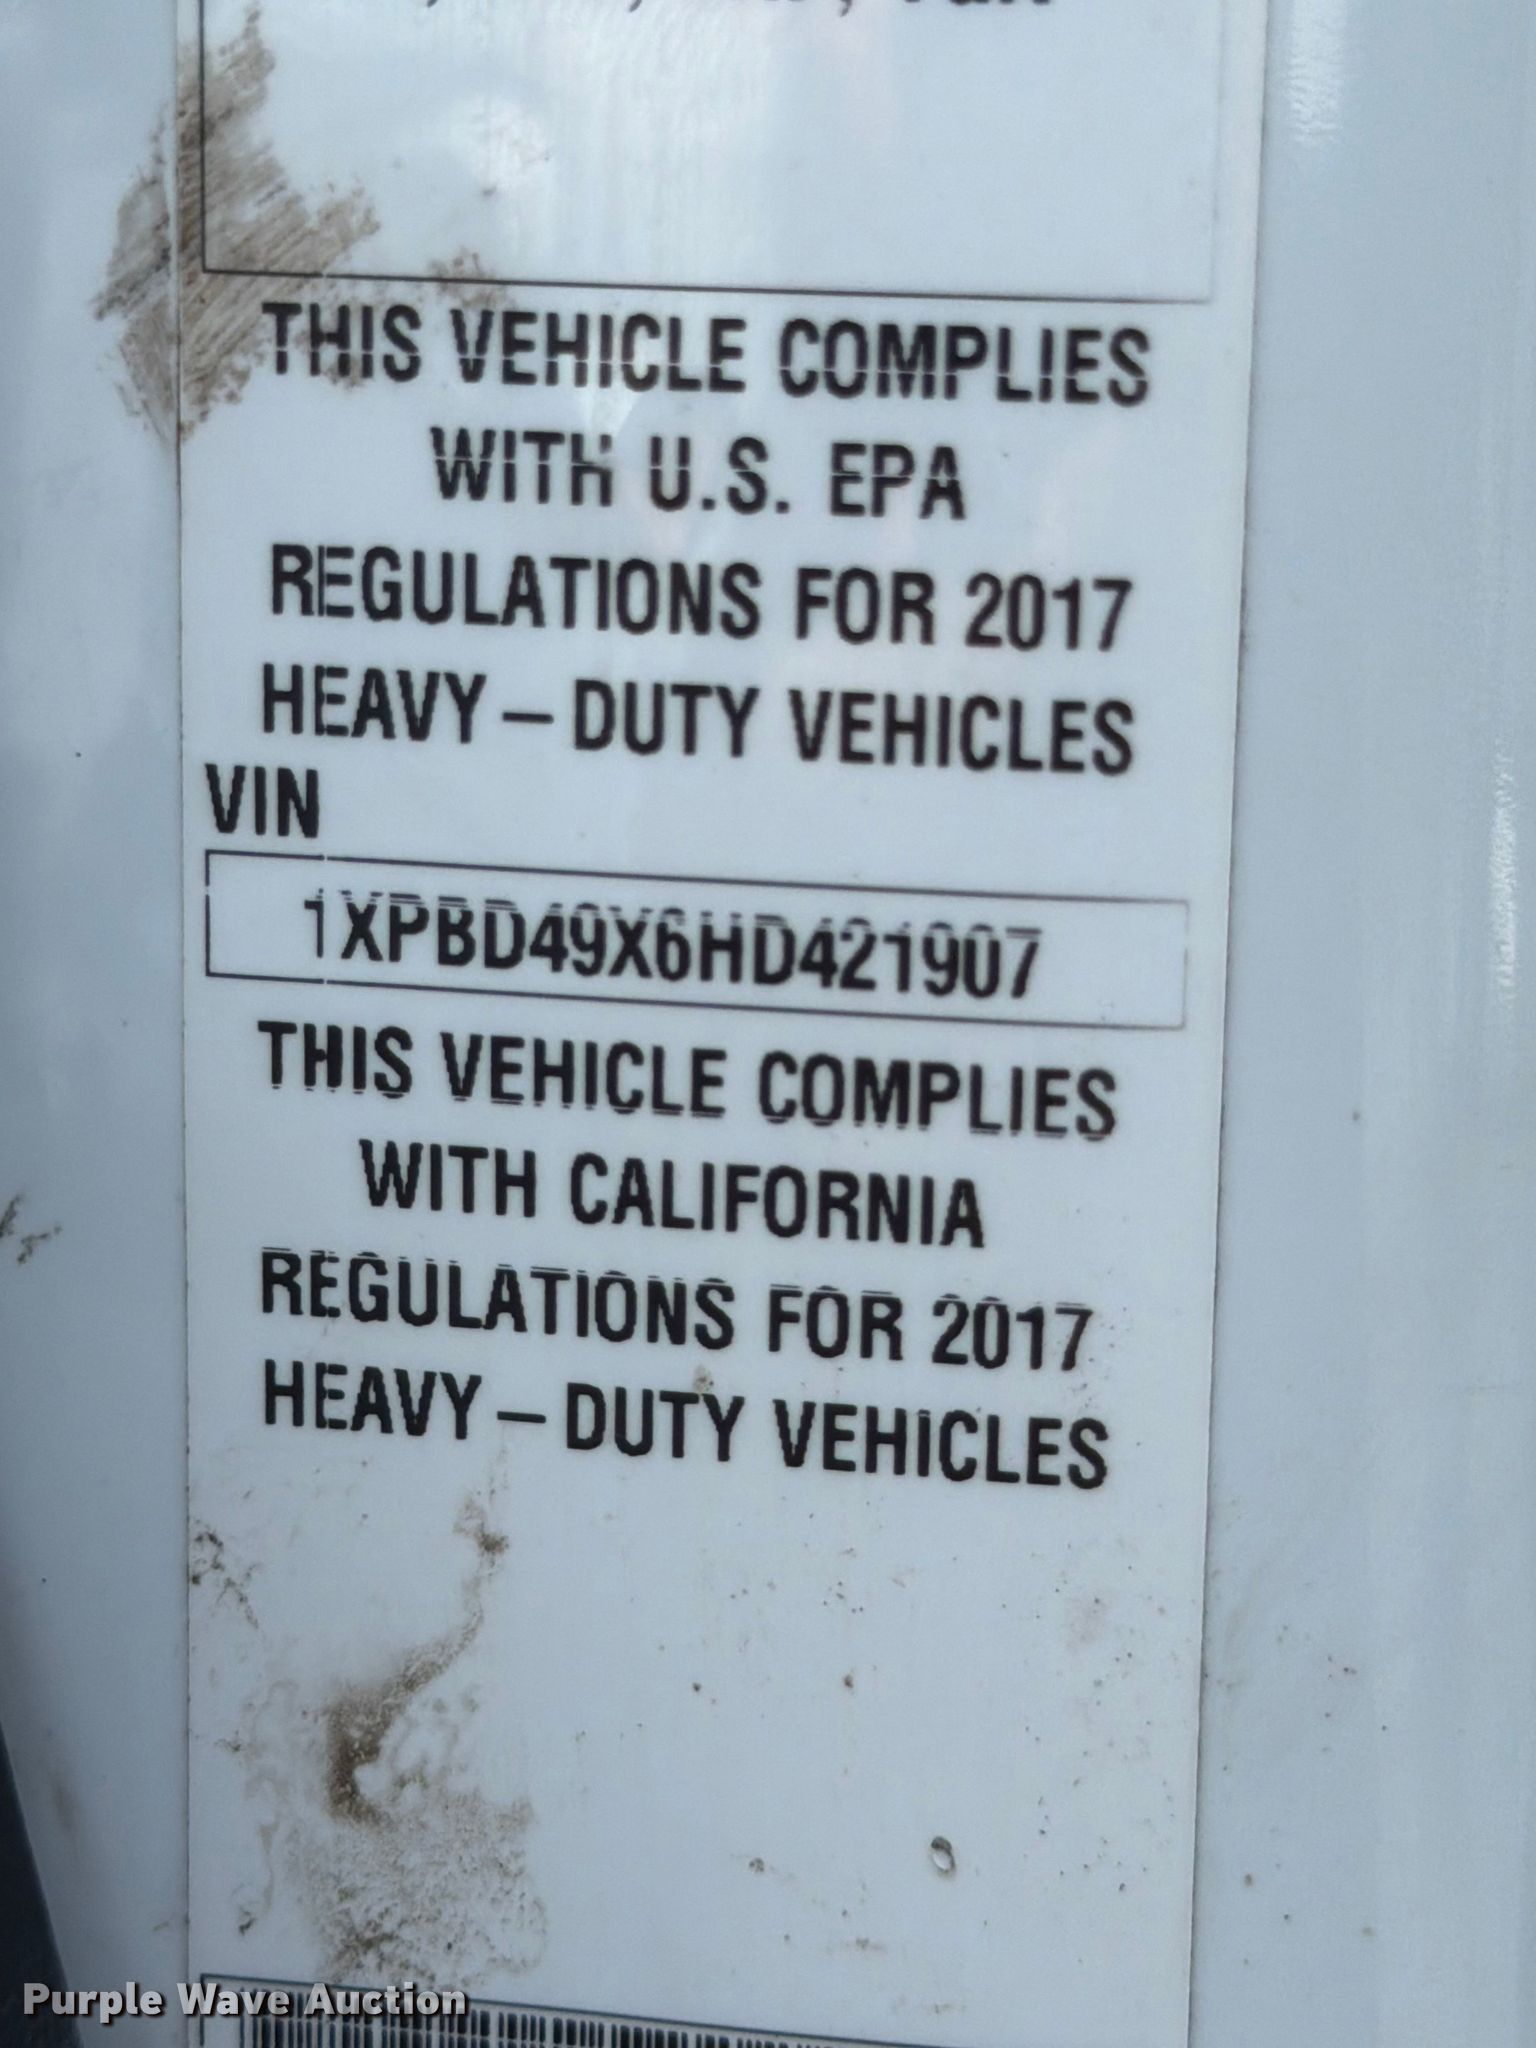 THIS VEHICLE COMPLIES
WITH U.S. EPA
REGULATIONS FOR 2017
HEAVY – DUTY VEHICLES
VIN
1XPBD49X6HD421907
THIS VEHICLE COMPLIES
WITH CALIFORNIA
REGULATIONS FOR 2017
HEAVY – DUTY VEHICLES
Purple Wave Auction